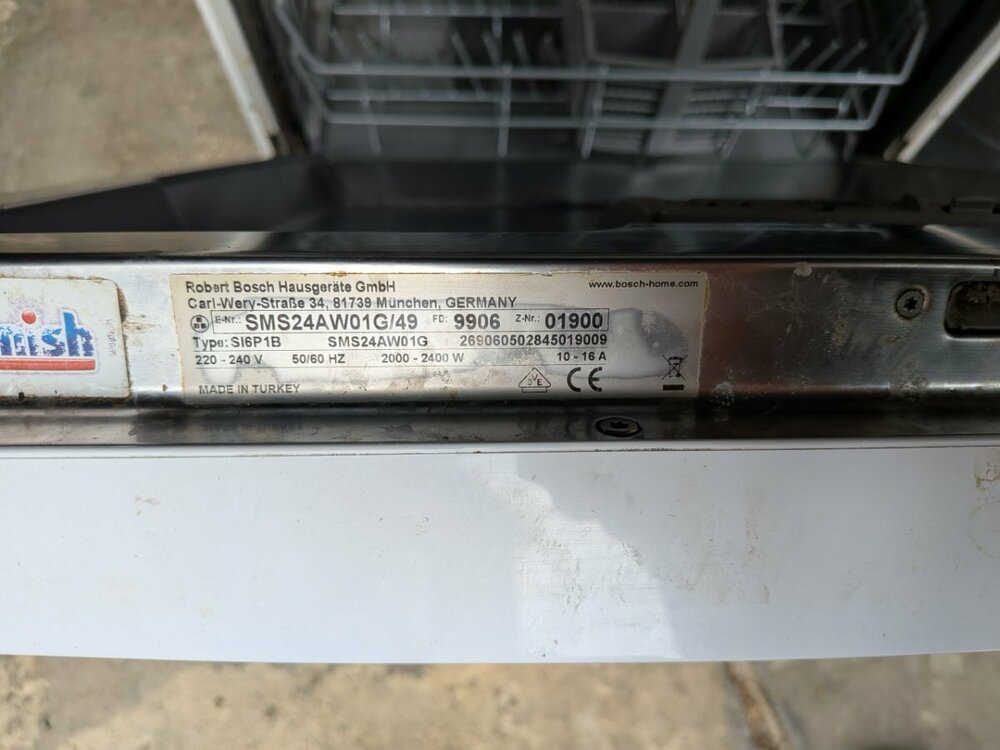 Robert Bosch Hausgeräte GmbH
www.bosch-home.com
Carl-Wery-Straße 34, 81739 München, GERMANY
E-Nr.: SMS24AW01G/49 FD: 9906 Z-Nr.: 01900
Type: SI6P1B SMS24AW01G 269060502845019009
220 - 240 V 50/60 HZ 2000 - 2400 W 10 - 16 A
MADE IN TURKEY
VDE CE
nish